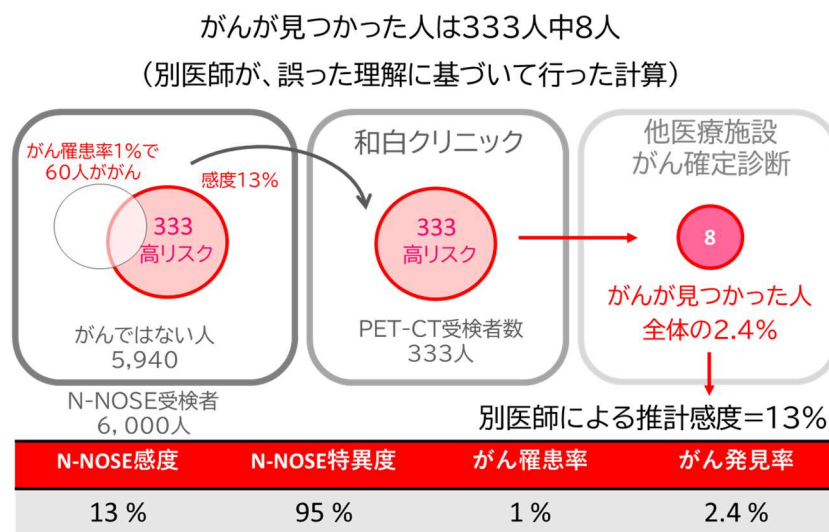 がんが見つかった人は333人中8人
（別医師が、誤った理解に基づいて行った計算）
がん罹患率1%で
60人ががん
感度13%
333
高リスク
がんではない人
5,940
N-NOSE受検者
6,000人
和白クリニック
333
高リスク
PET-CT受検者数
333人
他医療施設
がん確定診断
8
がんが見つかった人
全体の2.4%
別医師による推計感度=13%
N-NOSE感度 N-NOSE特異度 がん罹患率 がん発見率
13 % 95 % 1 % 2.4 %